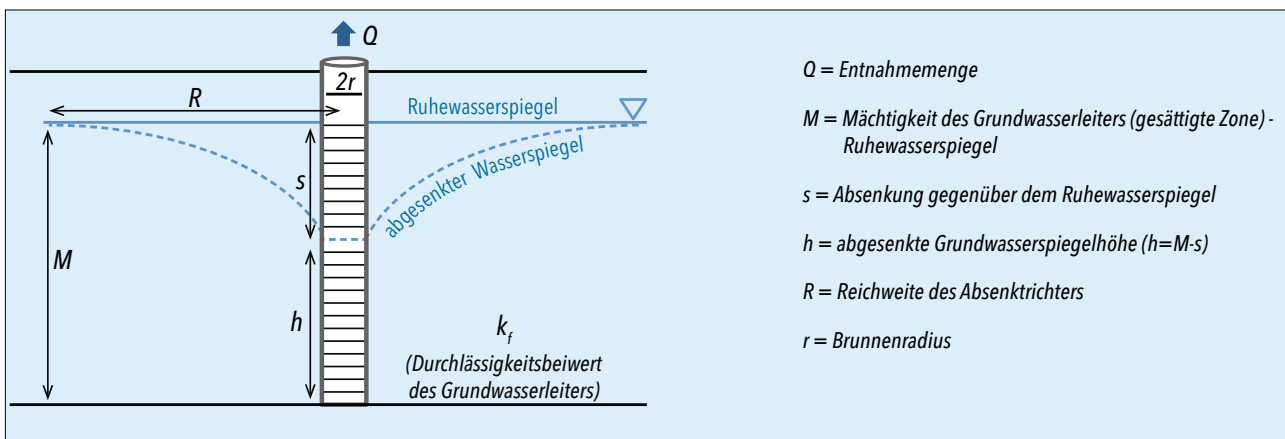 Q
2r
R
Ruhewasserspiegel
s
abgesenkter Wasserspiegel
M
h
k_f
(Durchlässigkeitsbeiwert
des Grundwasserleiters)
Q = Entnahmemenge
M = Mächtigkeit des Grundwasserleiters (gesättigte Zone) -
Ruhewasserspiegel
s = Absenkung gegenüber dem Ruhewasserspiegel
h = abgesenkte Grundwasserspiegelhöhe (h=M-s)
R = Reichweite des Absenktrichters
r = Brunnenradius